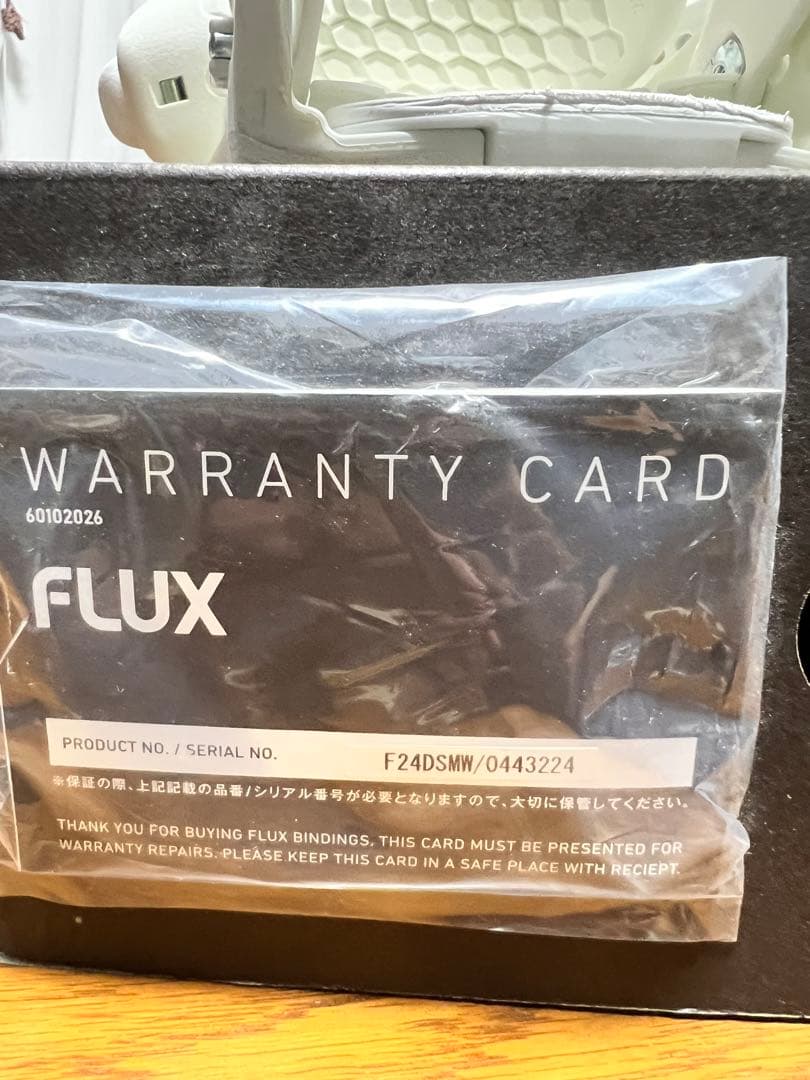 WARRANTY CARD
60102026
FLUX
PRODUCT NO. / SERIAL NO. F24DSMW/0443224
※保証の際、上記記載の品番/シリアル番号が必要となりますので、大切に保管してください。
THANK YOU FOR BUYING FLUX BINDINGS. THIS CARD MUST BE PRESENTED FOR
WARRANTY REPAIRS. PLEASE KEEP THIS CARD IN A SAFE PLACE WITH RECIEPT.